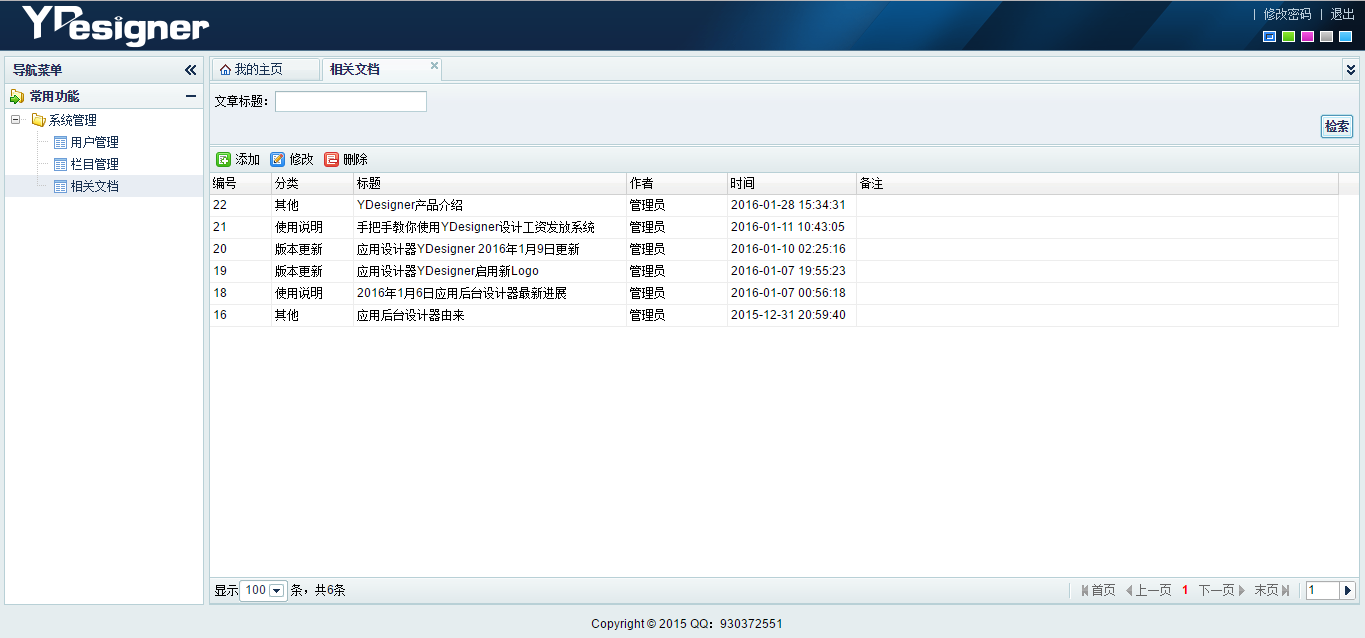 YDesigner
| 修改密码 | 退出
导航菜单
常用功能
系统管理
用户管理
栏目管理
相关文档
我的主页 相关文档
文章标题：
检索
添加 修改 删除
编号 分类 标题 作者 时间 备注
22 其他 YDesigner产品介绍 管理员 2016-01-28 15:34:31
21 使用说明 手把手教你使用YDesigner设计工资发放系统 管理员 2016-01-11 10:43:05
20 版本更新 应用设计器YDesigner 2016年1月9日更新 管理员 2016-01-10 02:25:16
19 版本更新 应用设计器YDesigner启用新Logo 管理员 2016-01-07 19:55:23
18 使用说明 2016年1月6日应用后台设计器最新进展 管理员 2016-01-07 00:56:18
16 其他 应用后台设计器由来 管理员 2015-12-31 20:59:40
显示 100 条，共6条 首页 上一页 1 下一页 末页 1
Copyright © 2015 QQ：930372551